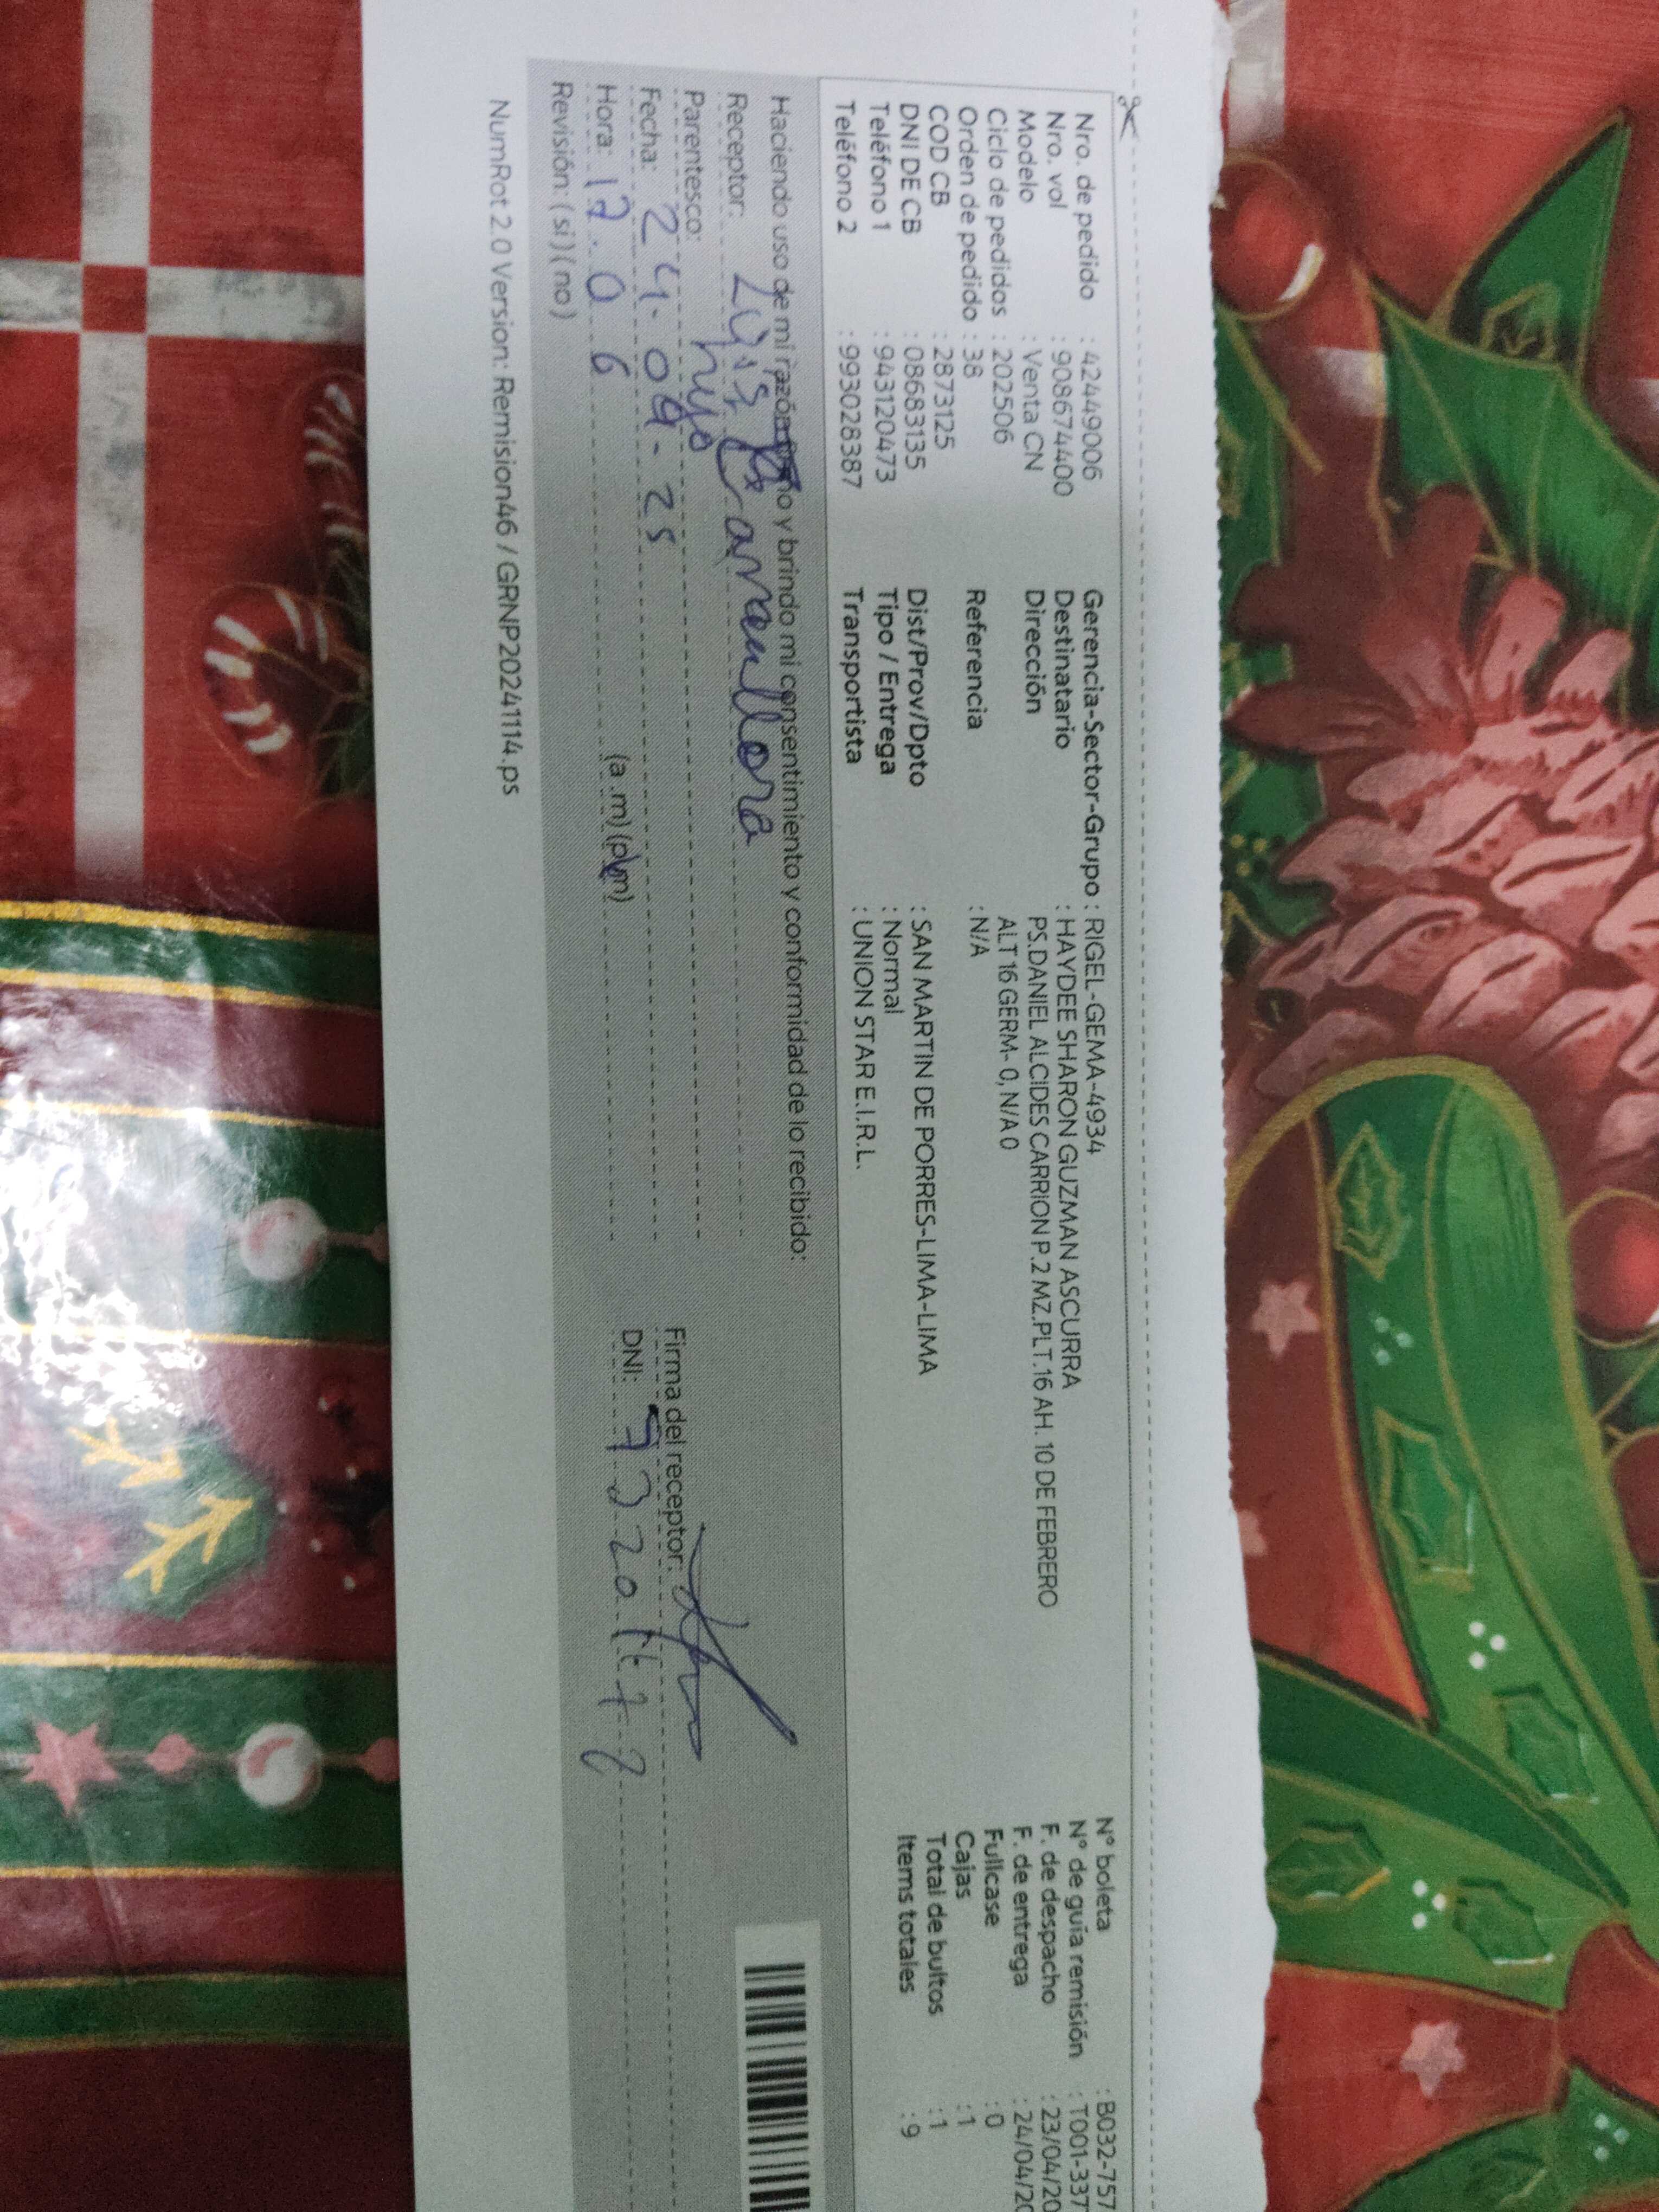 Nro. de pedido : 42449006
Nro. vol : 908674400
Modelo : Venta CN
Ciclo de pedidos : 202506
Orden de pedido : 38
COD CB : 2873125
DNI DE CB : 08683135
Teléfono 1 : 943120473
Teléfono 2 : 993028387
Gerencia-Sector-Grupo : RIGEL-GEMA-4934
Destinatario : HAYDEE SHARON GUZMAN ASCURRA
Dirección PS.DANIEL ALCIDES CARRION P.2 MZ.PLT.16 AH. 10 DE FEBRERO
ALT 16 GERM- 0, N/A 0
Referencia : N/A
Dist/Prov/Dpto : SAN MARTIN DE PORRES-LIMA-LIMA
Tipo / Entrega : Normal
Transportista : UNION STAR E.I.R.L.
N° boleta : B032-757
N° de guía remisión : T001-337
F. de despacho : 23/04/20
F. de entrega : 24/04/20
Fullcase : 0
Cajas : 1
Total de bultos : 1
Items totales : 9
Haciendo uso de mi razón y brindo mi consentimiento y conformidad de lo recibido:
Receptor: Luis
Parentesco: hijo
Fecha: 24-04-25
Hora: 12.06 (a.m) (p.m)
Revisión: ( si ) ( no )
Firma del receptor:
DNI:
NumRot 2.0 Version: Remision46 / GRNP20241114.ps